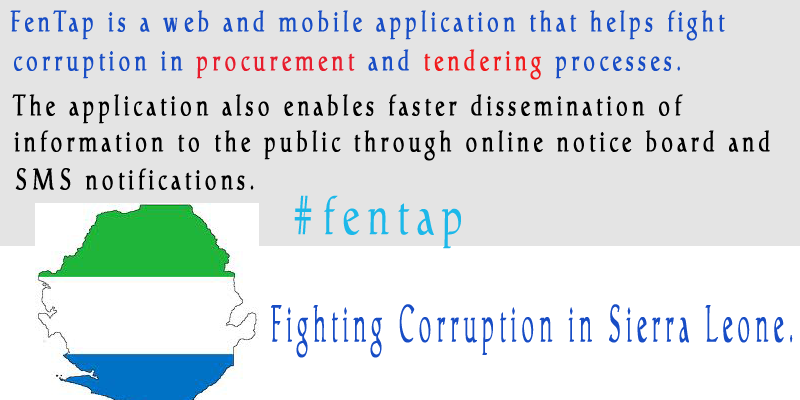 FenTap is a web and mobile application that helps fight
corruption in procurement and tendering processes.
The application also enables faster dissemination of
information to the public through online notice board and
SMS notifications.
#fentap
Fighting Corruption in Sierra Leone.